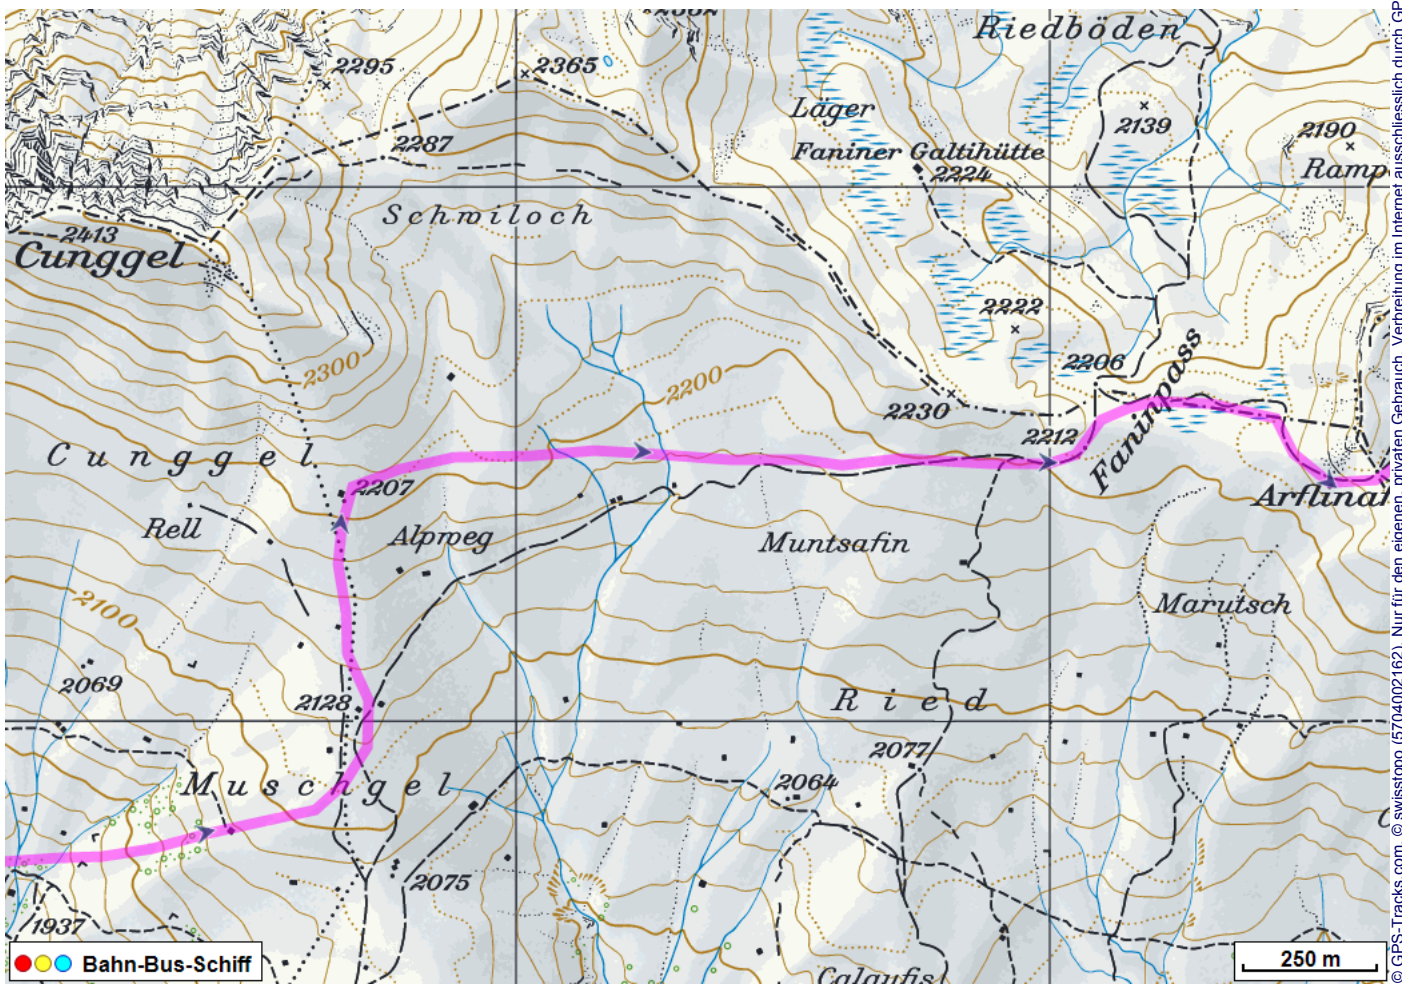 Riedböden
2295
2365
Läger
2139
2190
2287
Faniner Galtihütte
2224
Ramp
Schmiloch
2413
Cunggel
2222
2206
2300
2200
2230
Faninpass
2212
Cunggel
2207
Arflinaf
Rell
Alpweg
Muntsafin
2100
Marutsch
2069
2128
Ried
2077
Muschgel
2064
2075
1937
Calaufis
Bahn-Bus-Schiff
250 m
© GPS-Tracks.com, © swisstopo (5704002162), Nur für den eigenen, privaten Gebrauch. Verbreitung im Internet ausschliesslich durch GP